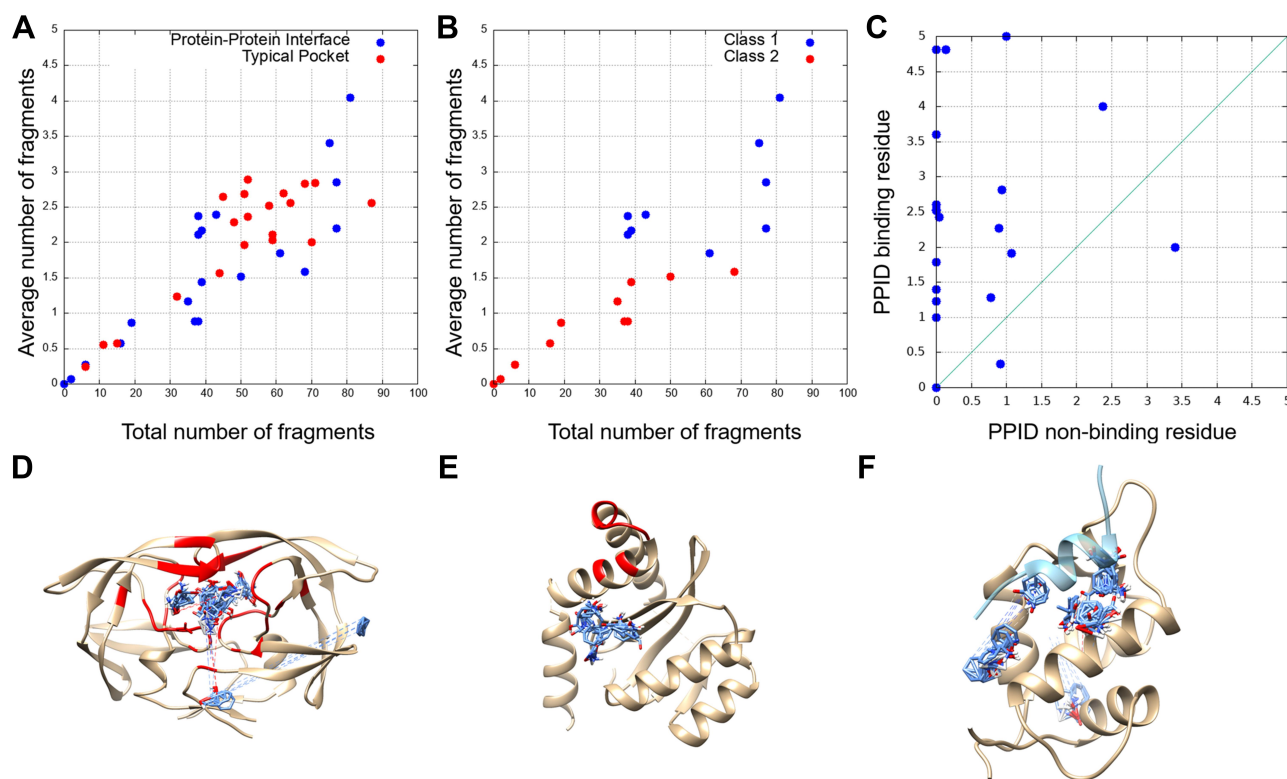 A
Protein-Protein Interface
Typical Pocket
5
4.5
4
3.5
3
2.5
2
1.5
1
0.5
0
0 10 20 30 40 50 60 70 80 90 100
Average number of fragments
Total number of fragments
B
Class 1
Class 2
5
4.5
4
3.5
3
2.5
2
1.5
1
0.5
0
0 10 20 30 40 50 60 70 80 90 100
Average number of fragments
Total number of fragments
C
5
4.5
4
3.5
3
2.5
2
1.5
1
0.5
0
0 0.5 1 1.5 2 2.5 3 3.5 4 4.5 5
PPID binding residue
PPID non-binding residue
D
E
F